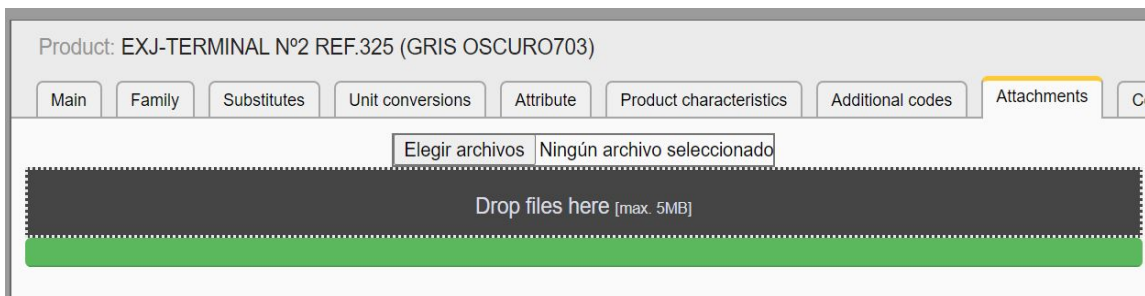 Product: EXJ-TERMINAL Nº2 REF.325 (GRIS OSCURO703)
Main Family Substitutes Unit conversions Attribute Product characteristics Additional codes Attachments
Elegir archivos Ningún archivo seleccionado
Drop files here [max. 5MB]